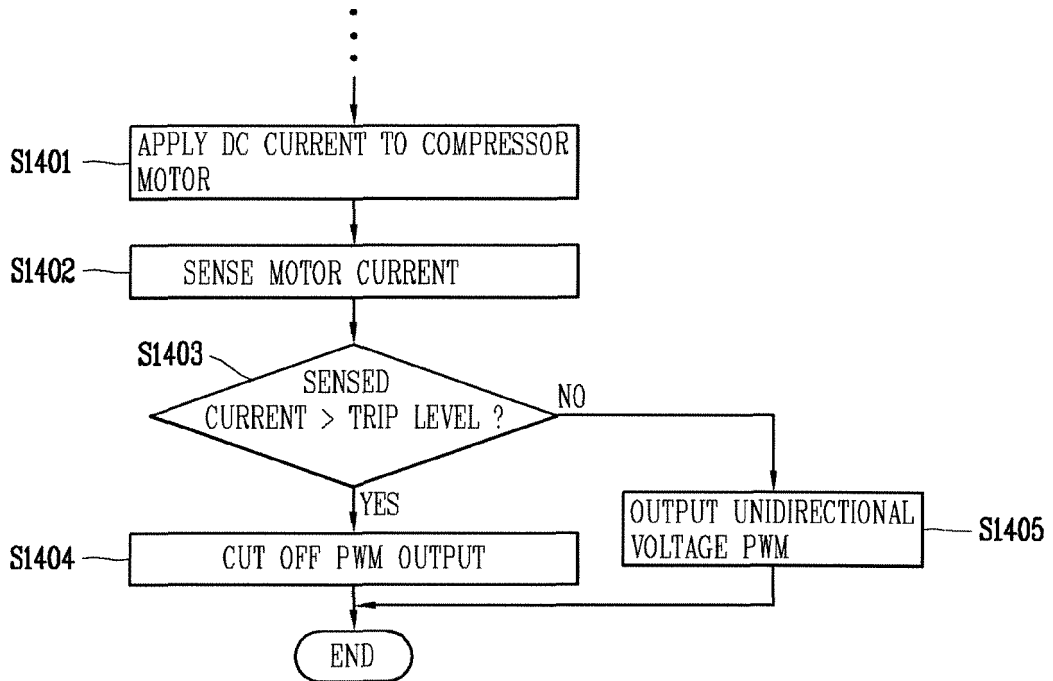 S1401
APPLY DC CURRENT TO COMPRESSOR
MOTOR
S1402
SENSE MOTOR CURRENT
S1403
SENSED
CURRENT > TRIP LEVEL ?
NO
YES
S1404
CUT OFF PWM OUTPUT
OUTPUT UNIDIRECTIONAL
VOLTAGE PWM
S1405
END